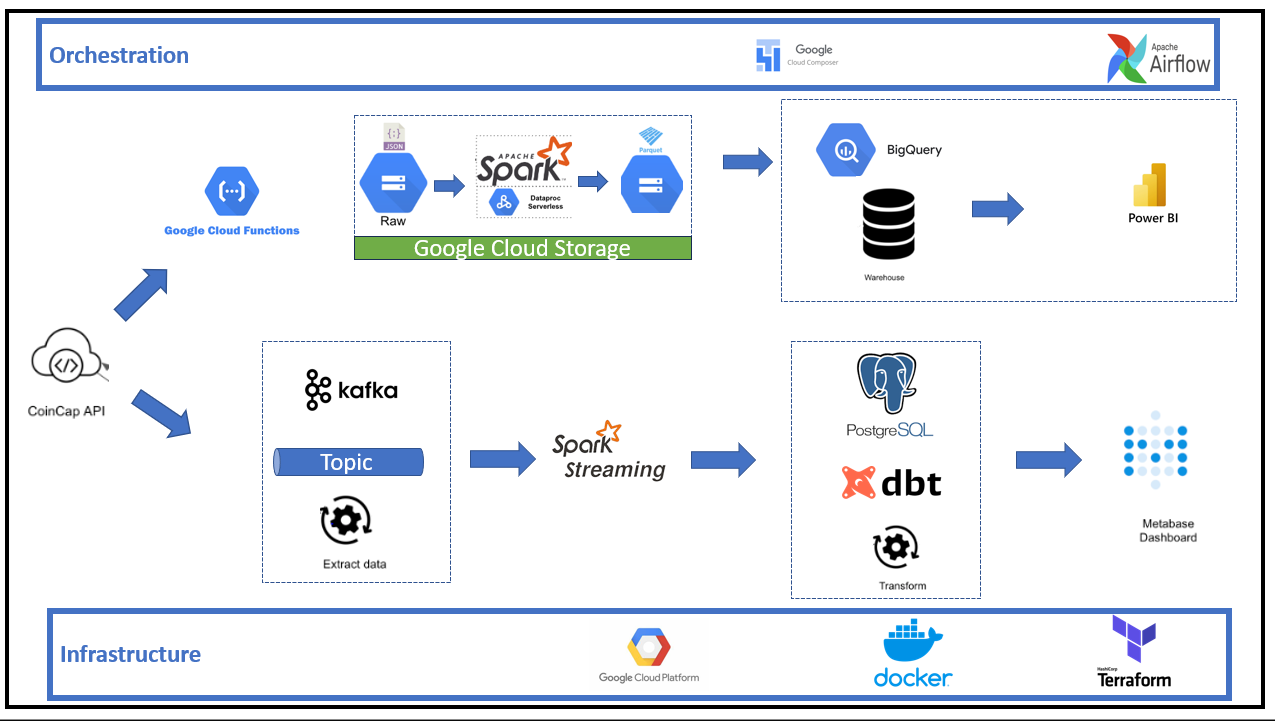 Orchestration
Google
Cloud Composer
Apache
Airflow
{;}
JSON
Raw
APACHE
Spark™
Dataproc
Serverless
Parquet
Google Cloud Storage
BigQuery
Warehouse
Power BI
{···}
Google Cloud Functions
</>
CoinCap API
kafka
Topic
Extract data
Spark
Streaming
PostgreSQL
dbt
Transform
Metabase
Dashboard
Infrastructure
Google Cloud Platform
docker
HashiCorp
Terraform